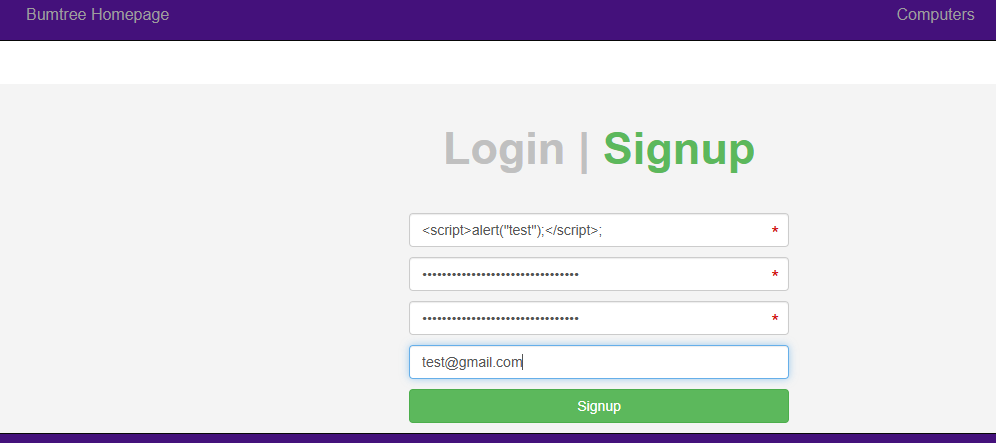 Bumtree Homepage Computers
Login | Signup
<script>alert("test");</script>; *
•••••••••••••••••••••••••••••••• *
•••••••••••••••••••••••••••••••• *
test@gmail.com
Signup